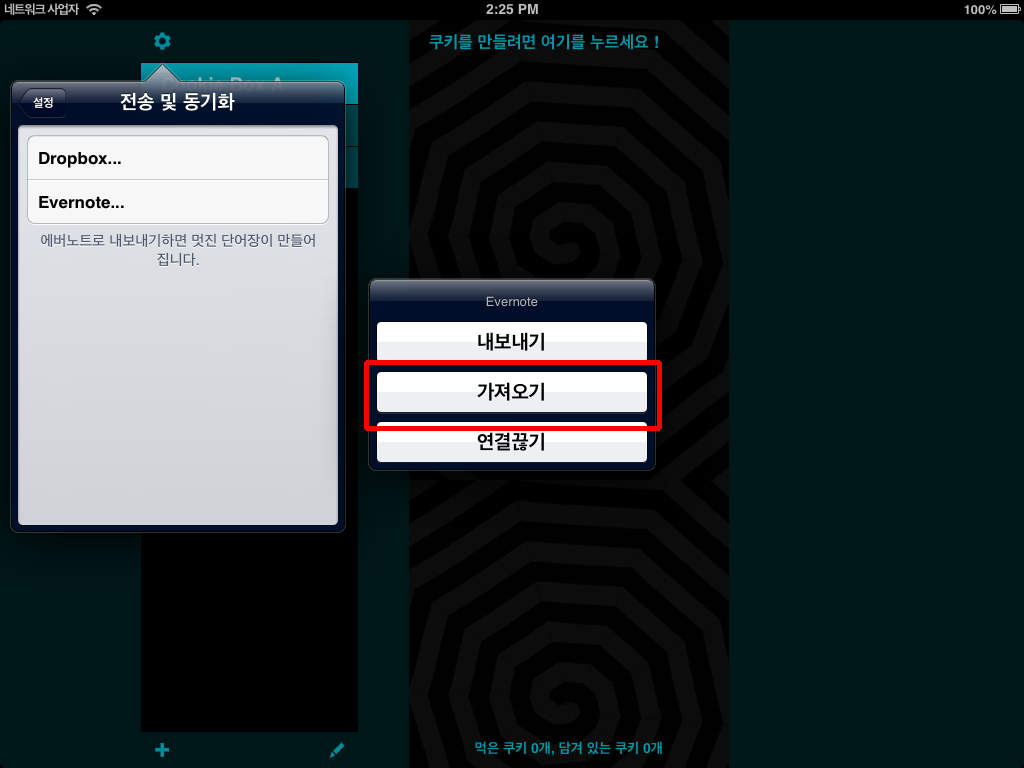 네트워크 사업자
2:25 PM
100%
쿠키를 만들려면 여기를 누르세요 !
설정
전송 및 동기화
Dropbox...
Evernote...
에버노트로 내보내기하면 멋진 단어장이 만들어
집니다.
Evernote
내보내기
가져오기
연결끊기
먹은 쿠키 0개, 담겨 있는 쿠키 0개